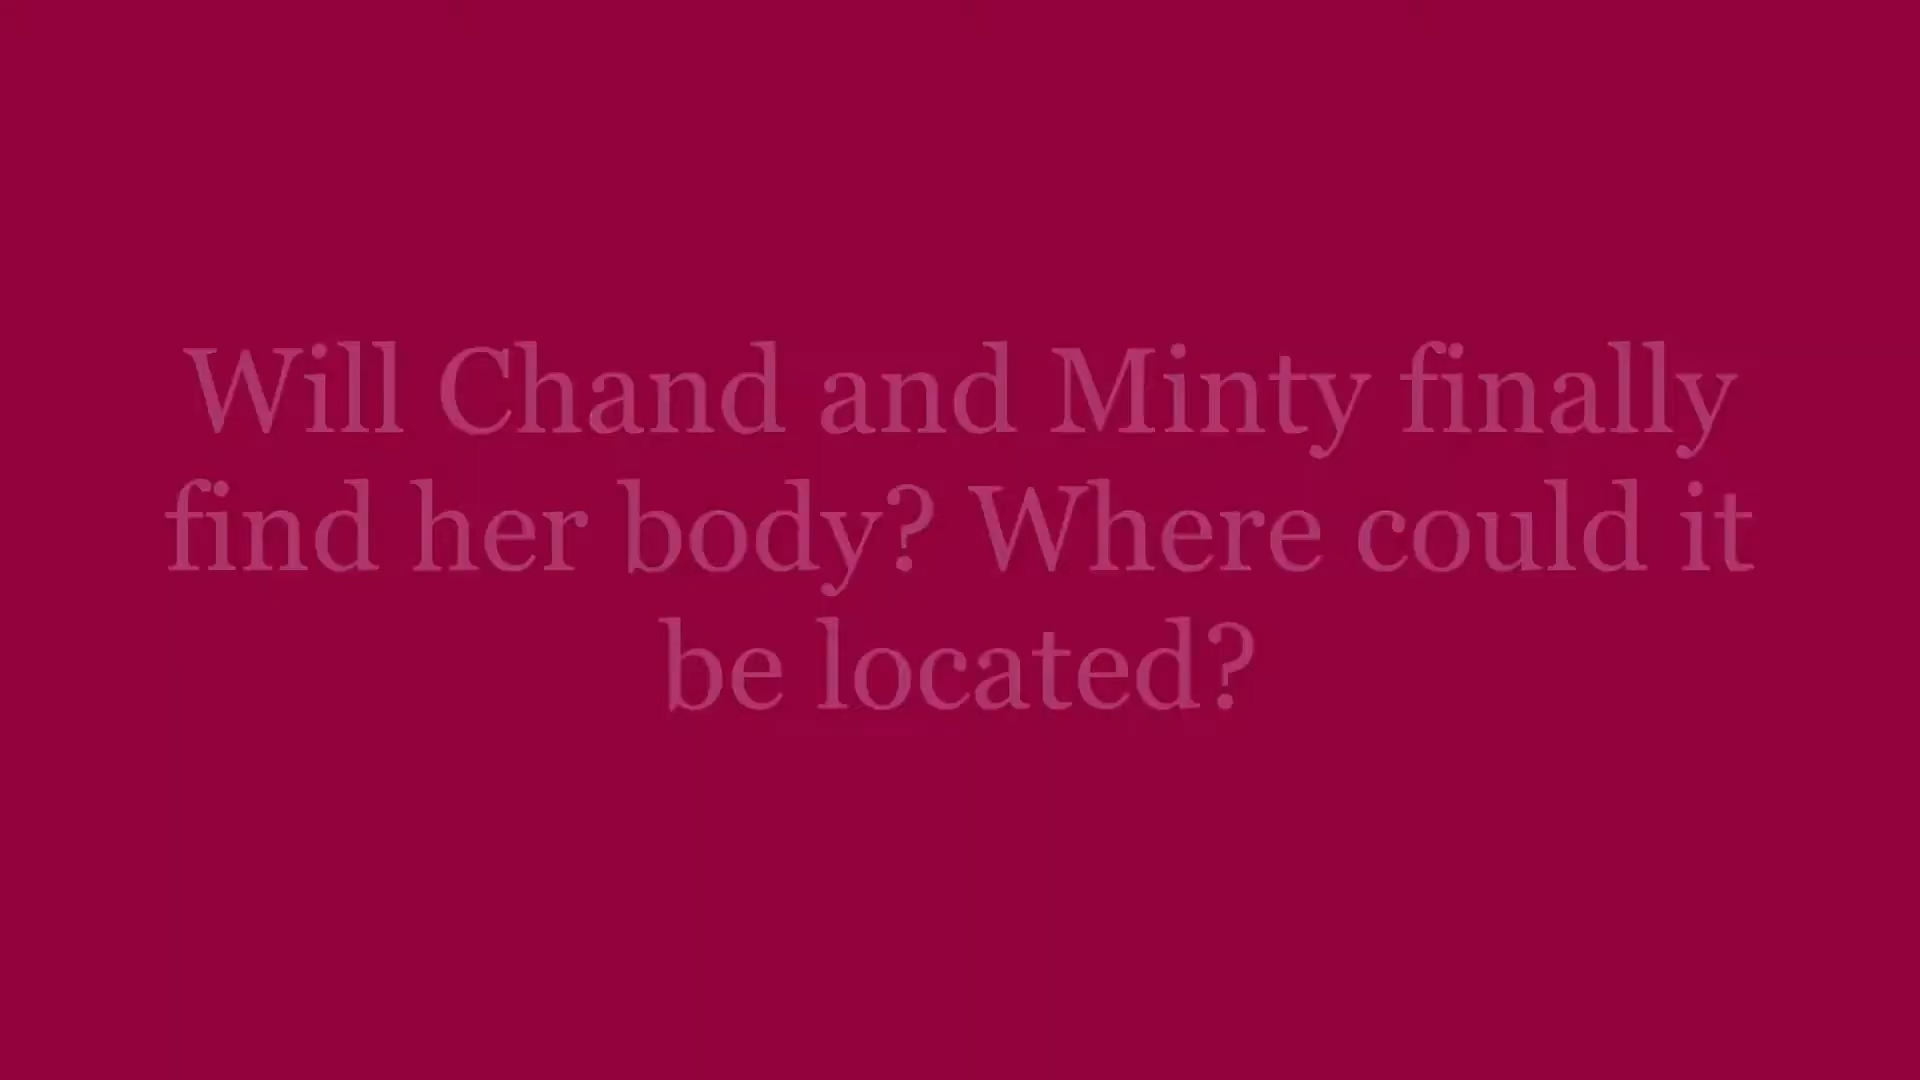 Will Chand and Minty finally
find her body? Where could it
be located?